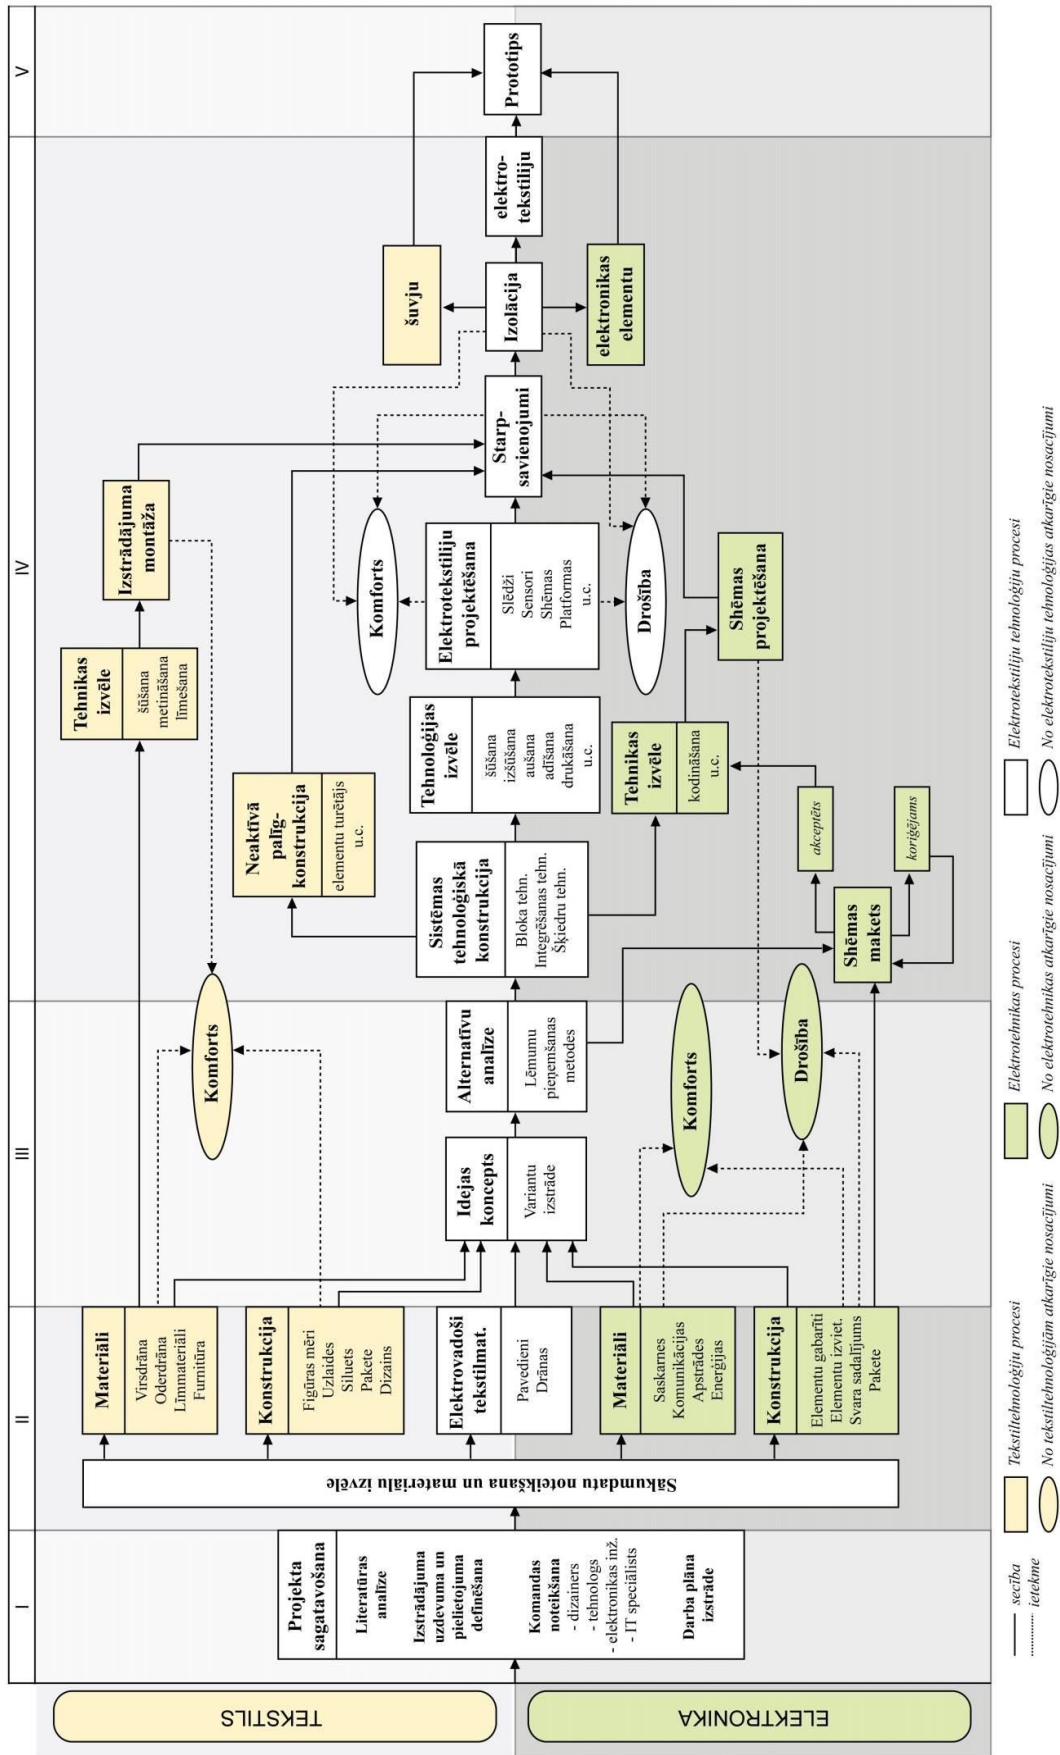 I
II
III
IV
V
TEKSTILS
ELEKTRONIKA
Projekta
sagatavošana
Literatūras
analīze
Izstrādājuma
uzdevuma un
pielietojuma
definēšana
Komandas
noteikšana
- dizainers
- tehnologs
- elektronikas inž.
- IT speciālists
Darba plāna
izstrāde
Sākumdatu noteikšana un materiālu izvēle
Materiāli
Virsdrāna
Oderdrāna
Līmmateriāli
Furnitūra
Konstrukcija
Figūras mēri
Uzlaides
Siluets
Pakete
Dizains
Elektrovadoši
tekstilmat.
Pavedieni
Drānas
Materiāli
Saskarnes
Komunikācijas
Apstrādes
Enerģijas
Konstrukcija
Elementu gabarīti
Elementu izviet.
Svara sadalījums
Pakete
Komforts
Idejas
koncepts
Variantu
izstrāde
Alternatīvu
analīze
Lēmumu
pieņemšanas
metodes
Komforts
Drošība
Tehnikas
izvēle
šūšana
metināšana
līmešana
Izstrādājuma
montāža
Neaktīvā
palīg-
konstrukcija
elementu turētājs
u.c.
Sistēmas
tehnoloģiskā
konstrukcija
Bloka tehn.
Integrēšanas tehn.
Šķiedru tehn.
Tehnoloģijas
izvēle
šūšana
izšūšana
aušana
adīšana
drukāšana
u.c.
Elektrotekstiliju
projektēšana
Slēdži
Sensori
Shēmas
Platformas
u.c.
Komforts
Drošība
Starp-
savienojumi
Shēmas
makets
akceptēts
koriģējams
Tehnikas
izvēle
kodināšana
u.c.
Shēmas
projektēšana
Izolācija
šuvju
elektronikas
elementu
elektro-
tekstiliju
Prototips
secība
ietekme
Tekstiltehnoloģiju procesi
No tekstiltehnoloģijām atkarīgie nosacījumi
Elektrotehnikas procesi
No elektrotehnikas atkarīgie nosacījumi
Elektrotekstiliju tehnoloģiju procesi
No elektrotekstiliju tehnoloģijas atkarīgie nosacījumi